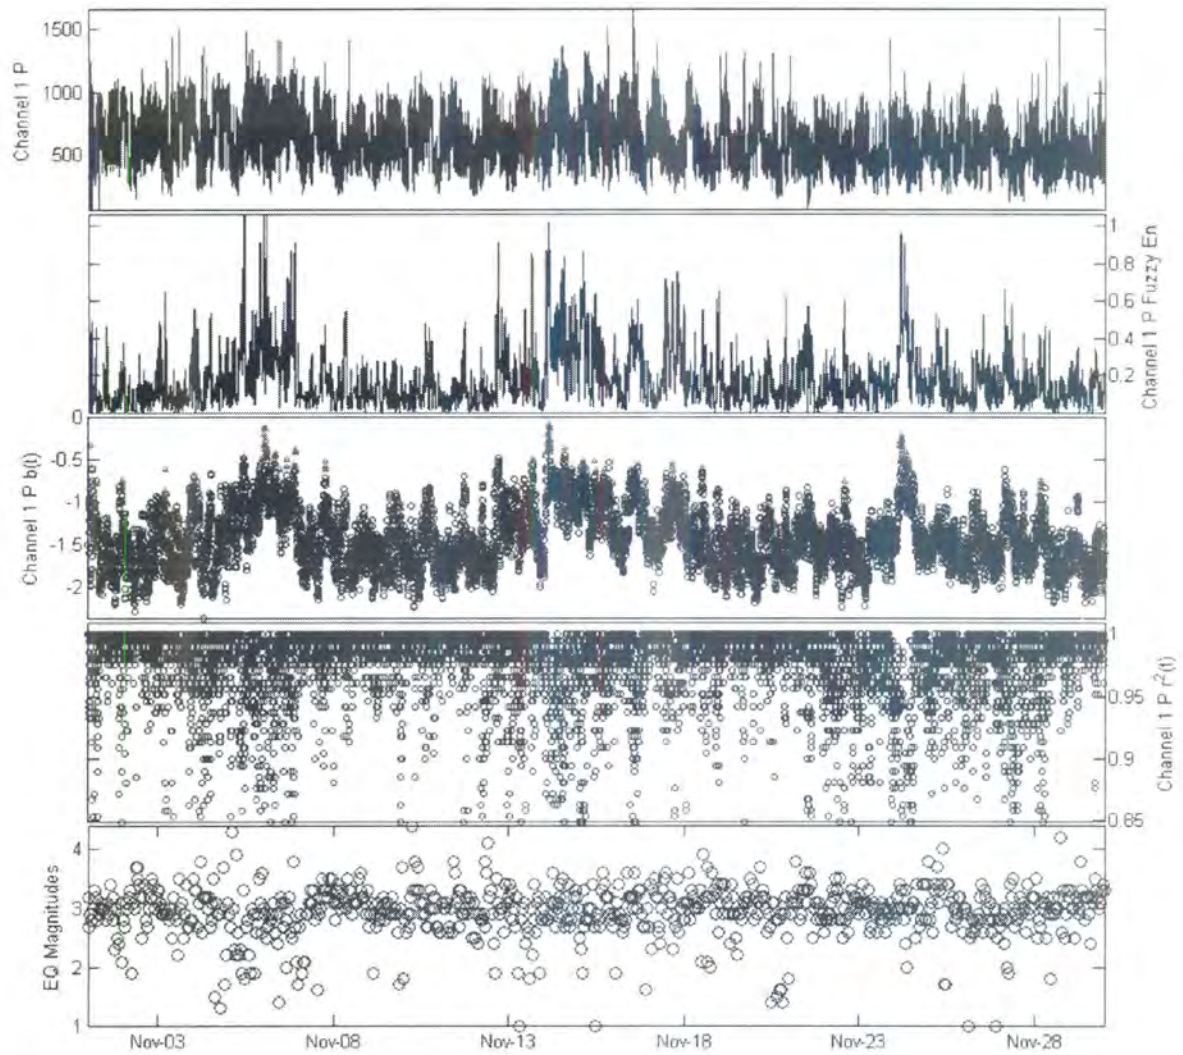 Channel 1 P
1500
1000
500
Channel 1 P Fuzzy En
1
0.8
0.6
0.4
0.2
Channel 1 P b(t)
0
-0.5
-1
-1.5
-2
Channel 1 P r²(t)
1
0.95
0.9
0.85
EQ Magnitudes
4
3
2
1
Nov-03
Nov-08
Nov-13
Nov-18
Nov-23
Nov-28